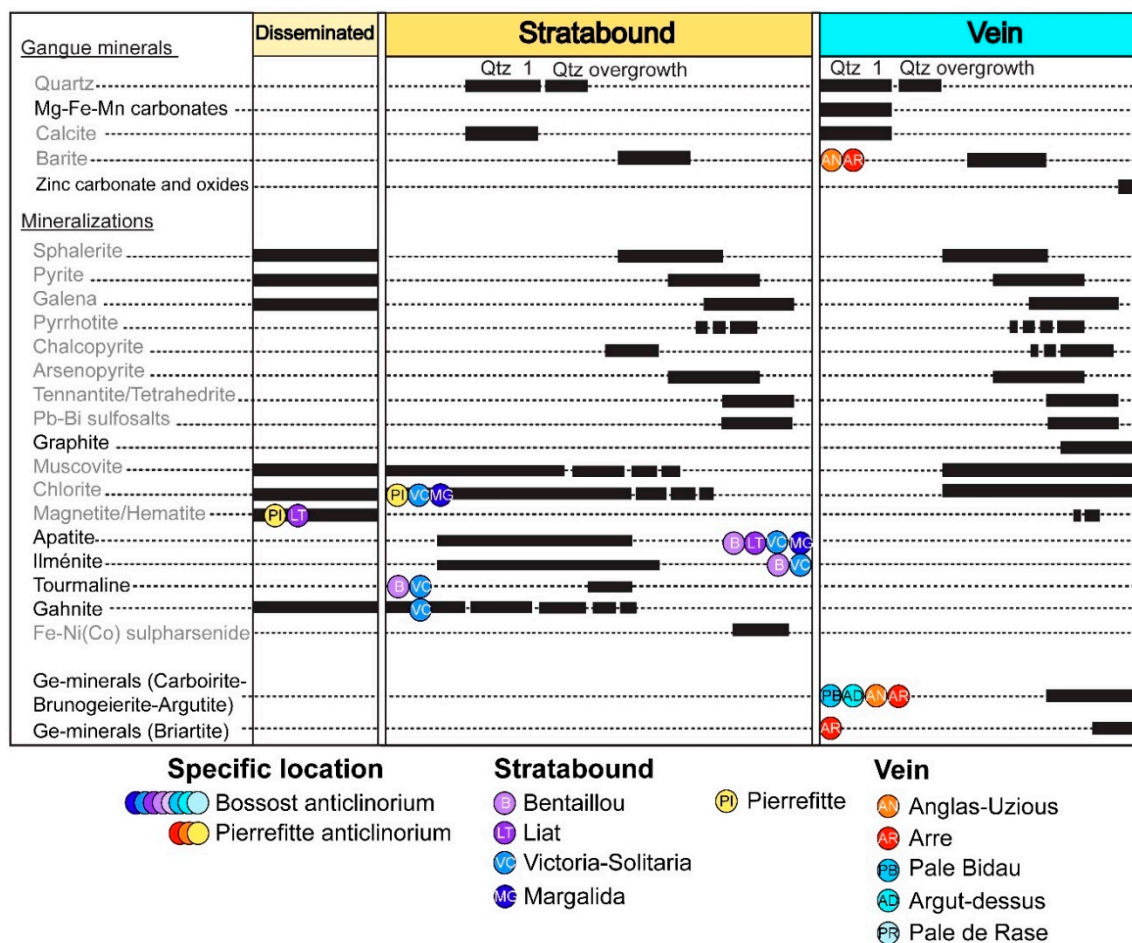 Gangue minerals
Disseminated
Stratabound
Vein
Qtz 1
Qtz overgrowth
Qtz 1
Qtz overgrowth
Quartz
Mg-Fe-Mn carbonates
Calcite
Barite
AN AR
Zinc carbonate and oxides
Mineralizations
Sphalerite
Pyrite
Galena
Pyrrhotite
Chalcopyrite
Arsenopyrite
Tennantite/Tetrahedrite
Pb-Bi sulfosalts
Graphite
Muscovite
Chlorite
PI VC MG
Magnetite/Hematite
PI LT
Apatite
B LT VC MG
Ilménite
B VC
Tourmaline
B VC
Gahnite
VC
Fe-Ni(Co) sulpharsenide
Ge-minerals (Carboirite-
Brunogeierite-Argutite)
PB AD AN AR
Ge-minerals (Briartite)
AR
Specific location
Bossost anticlinorium
Pierrefitte anticlinorium
Stratabound
B Bentaillou
LT Liat
VC Victoria-Solitaria
MG Margalida
PI Pierrefitte
Vein
AN Anglas-Uzious
AR Arre
PB Pale Bidau
AD Argut-dessus
PR Pale de Rase